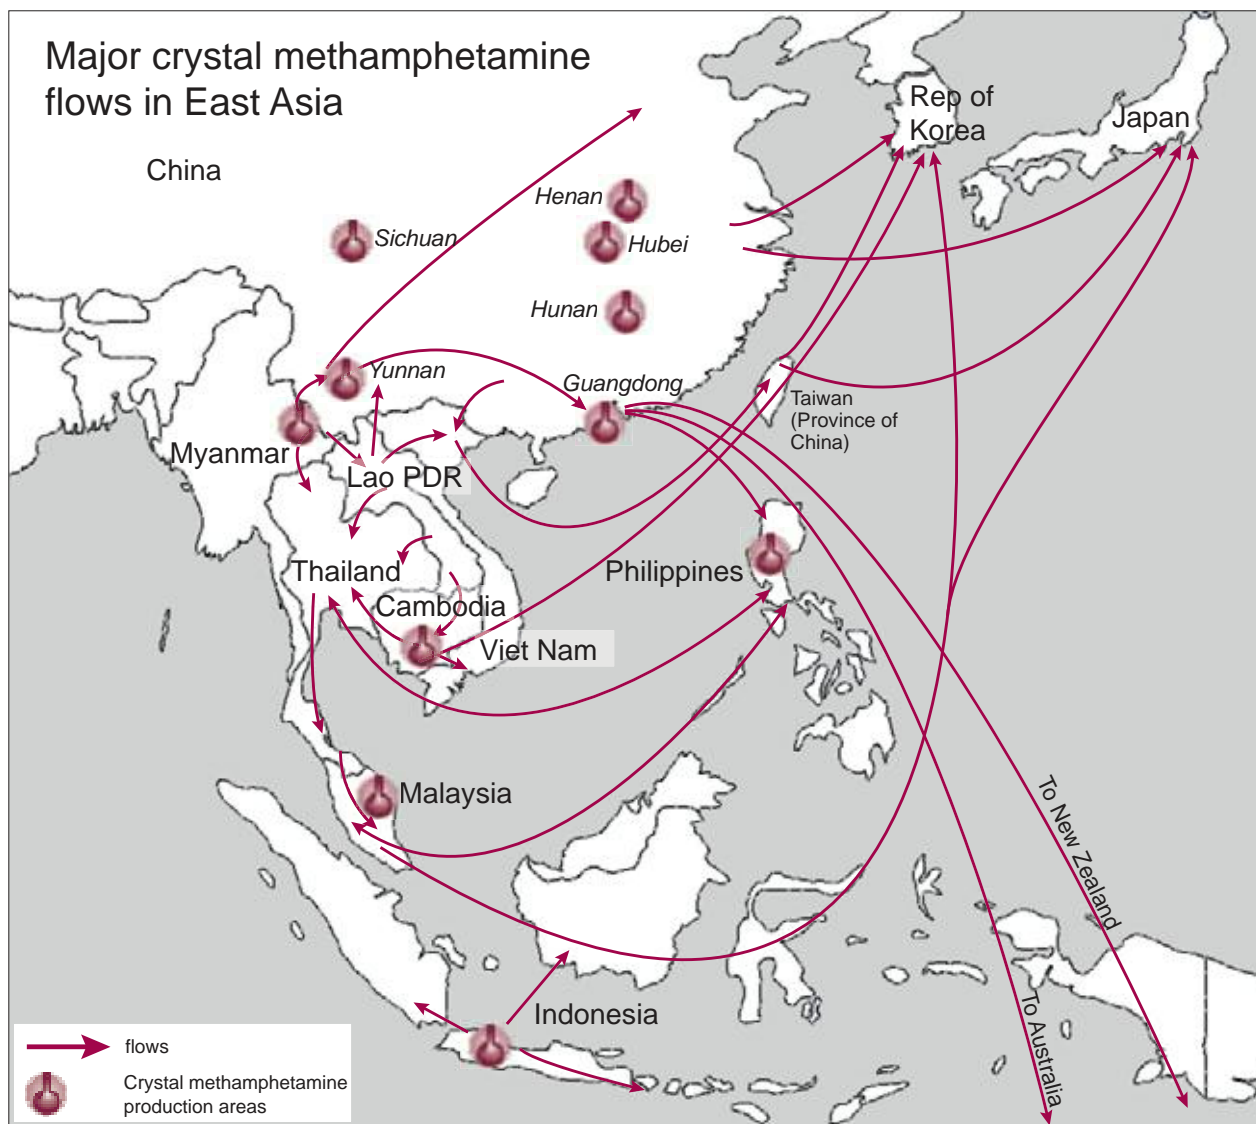 Major crystal methamphetamine
flows in East Asia
China
Rep of
Korea
Japan
Henan
Sichuan
Hubei
Hunan
Yunnan
Guangdong
Taiwan
(Province of
China)
Myanmar
Lao PDR
Thailand
Philippines
Cambodia
Viet Nam
Malaysia
To New Zealand
To Australia
Indonesia
flows
Crystal methamphetamine
production areas